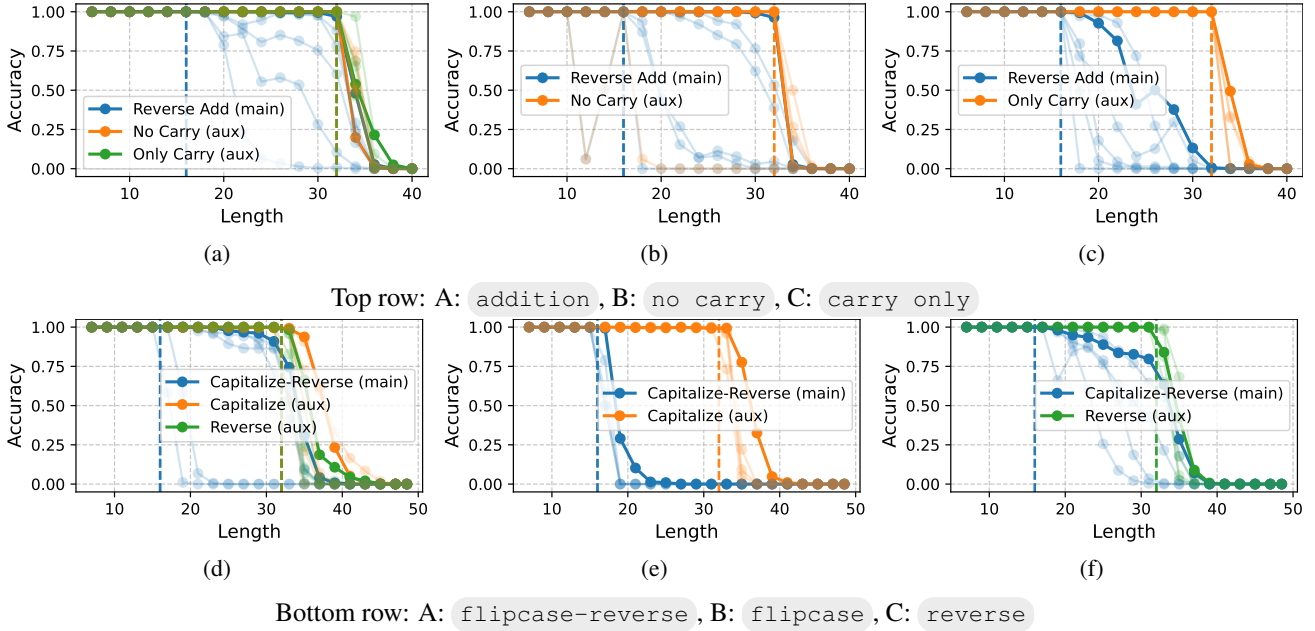 1.00
0.75
0.50
0.25
0.00
Accuracy
Reverse Add (main)
No Carry (aux)
Only Carry (aux)
10 20 30 40
Length
(a)
1.00
0.75
0.50
0.25
0.00
Accuracy
Reverse Add (main)
No Carry (aux)
10 20 30 40
Length
(b)
1.00
0.75
0.50
0.25
0.00
Accuracy
Reverse Add (main)
Only Carry (aux)
10 20 30 40
Length
(c)
Top row: A: addition, B: no carry, C: carry only
1.00
0.75
0.50
0.25
0.00
Accuracy
Capitalize-Reverse (main)
Capitalize (aux)
Reverse (aux)
10 20 30 40 50
Length
(d)
1.00
0.75
0.50
0.25
0.00
Accuracy
Capitalize-Reverse (main)
Capitalize (aux)
10 20 30 40 50
Length
(e)
1.00
0.75
0.50
0.25
0.00
Accuracy
Capitalize-Reverse (main)
Reverse (aux)
10 20 30 40 50
Length
(f)
Bottom row: A: flipcase-reverse, B: flipcase, C: reverse